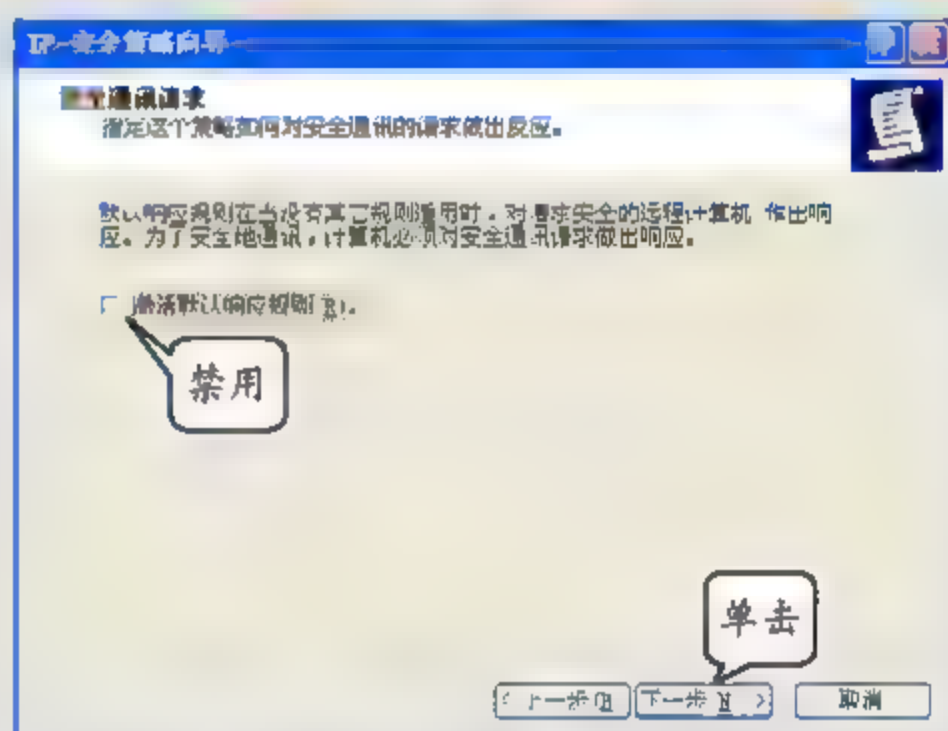 IP-安全策略向导
安全通讯请求
指定这个策略如何对安全通讯的请求做出反应。
默认响应规则在当没有其它规则适用时,对请求安全的远程计算机 作出响
应。为了安全地通讯,计算机必须对安全通讯请求做出响应。
激活默认响应规则(R)。
禁用
单击
< 上一步(B) 下一步(N) > 取消